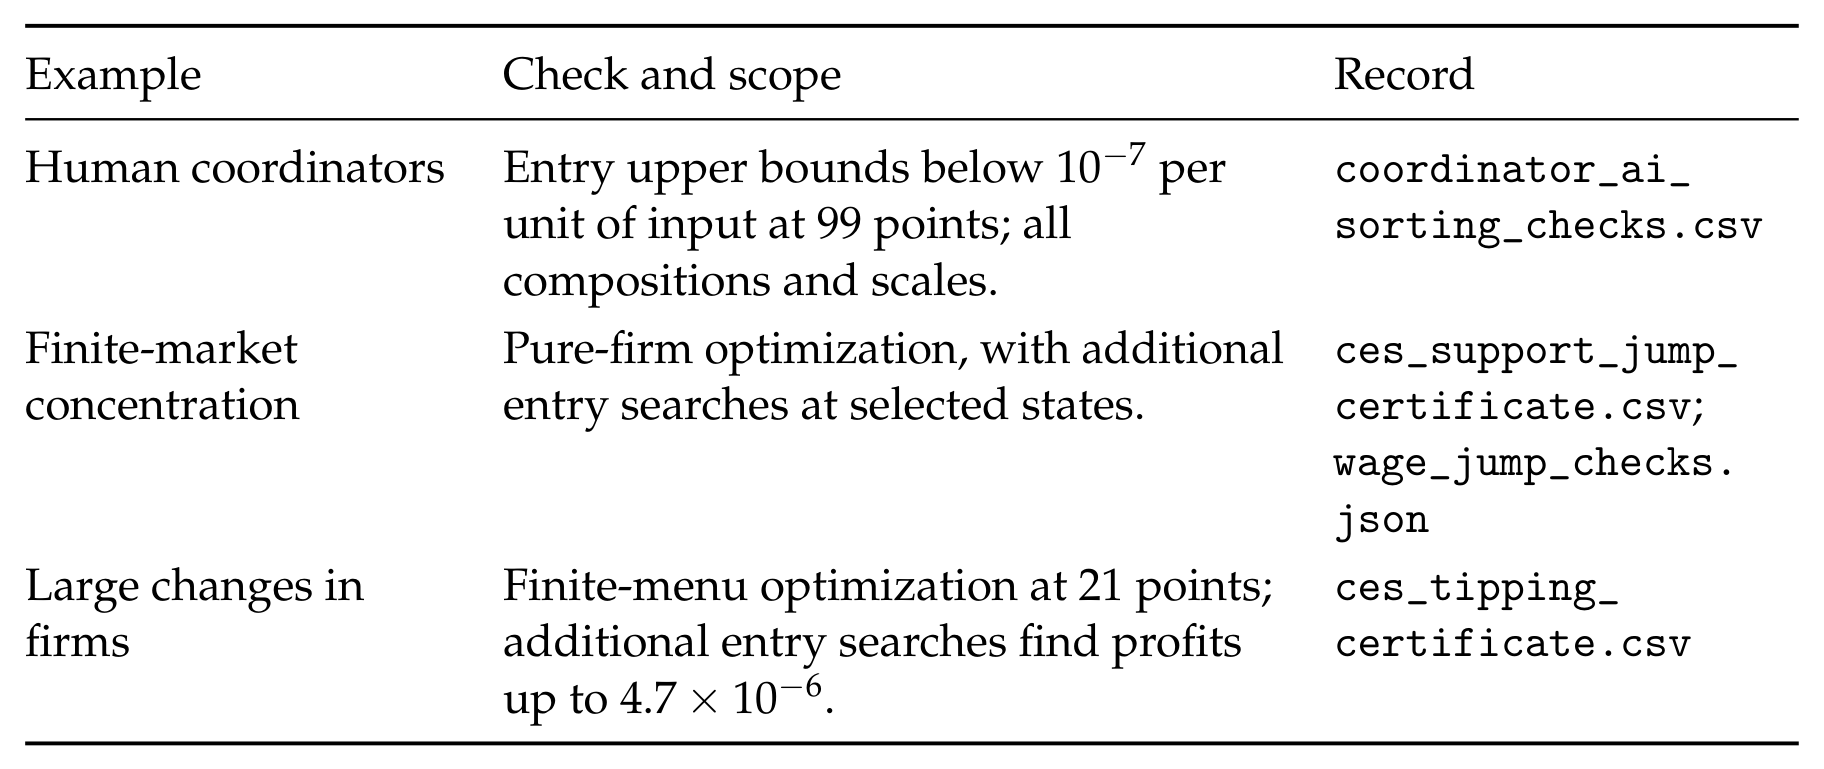 Example Check and scope Record
Human coordinators Entry upper bounds below 10⁻⁷ per coordinator_ai_
unit of input at 99 points; all sorting_checks.csv
compositions and scales.
Finite-market Pure-firm optimization, with additional ces_support_jump_
concentration entry searches at selected states. certificate.csv;
wage_jump_checks.
json
Large changes in Finite-menu optimization at 21 points; ces_tipping_
firms additional entry searches find profits certificate.csv
up to 4.7 × 10⁻⁶.